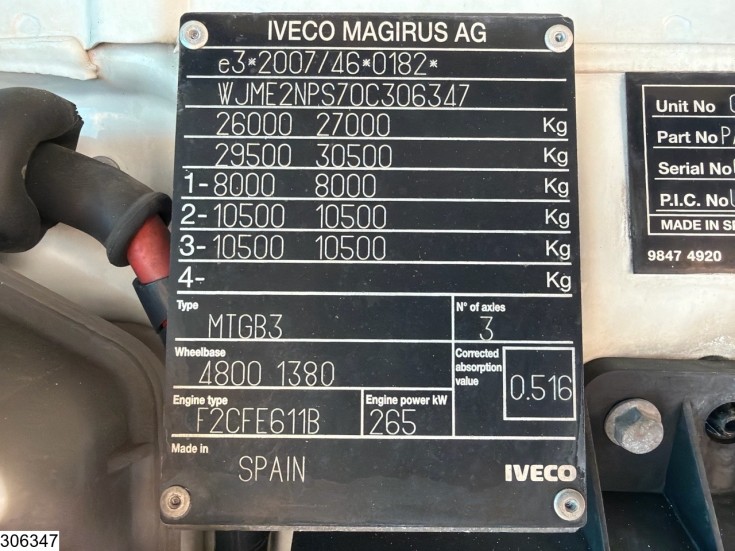 IVECO MAGIRUS AG
e3*2007/46*0182*
WJME2NPS70C306347
26000 27000 Kg
29500 30500 Kg
1- 8000 8000 Kg
2- 10500 10500 Kg
3- 10500 10500 Kg
4- Kg
Type
MTGB3
N° of axles
3
Wheelbase
4800 1380
Corrected absorption value
0.516
Engine type
F2CFE611B
Engine power kW
265
Made in
SPAIN
IVECO
Unit No
Part No
Serial No
P.I.C. No
MADE IN
9847 4920
306347